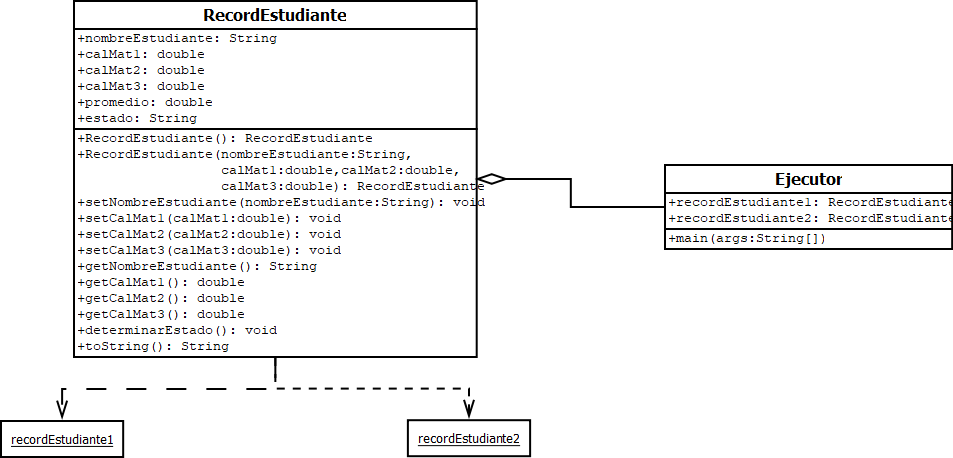 RecordEstudiante
+nombreEstudiante: String
+calMat1: double
+calMat2: double
+calMat3: double
+promedio: double
+estado: String
+RecordEstudiante(): RecordEstudiante
+RecordEstudiante(nombreEstudiante:String,
calMat1:double,calMat2:double,
calMat3:double): RecordEstudiante
+setNombreEstudiante(nombreEstudiante:String): void
+setCalMat1(calMat1:double): void
+setCalMat2(calMat2:double): void
+setCalMat3(calMat3:double): void
+getNombreEstudiante(): String
+getCalMat1(): double
+getCalMat2(): double
+getCalMat3(): double
+determinarEstado(): void
+toString(): String
Ejecutor
+recordEstudiante1: RecordEstudiante
+recordEstudiante2: RecordEstudiante
+main(args:String[])
recordEstudiante1
recordEstudiante2